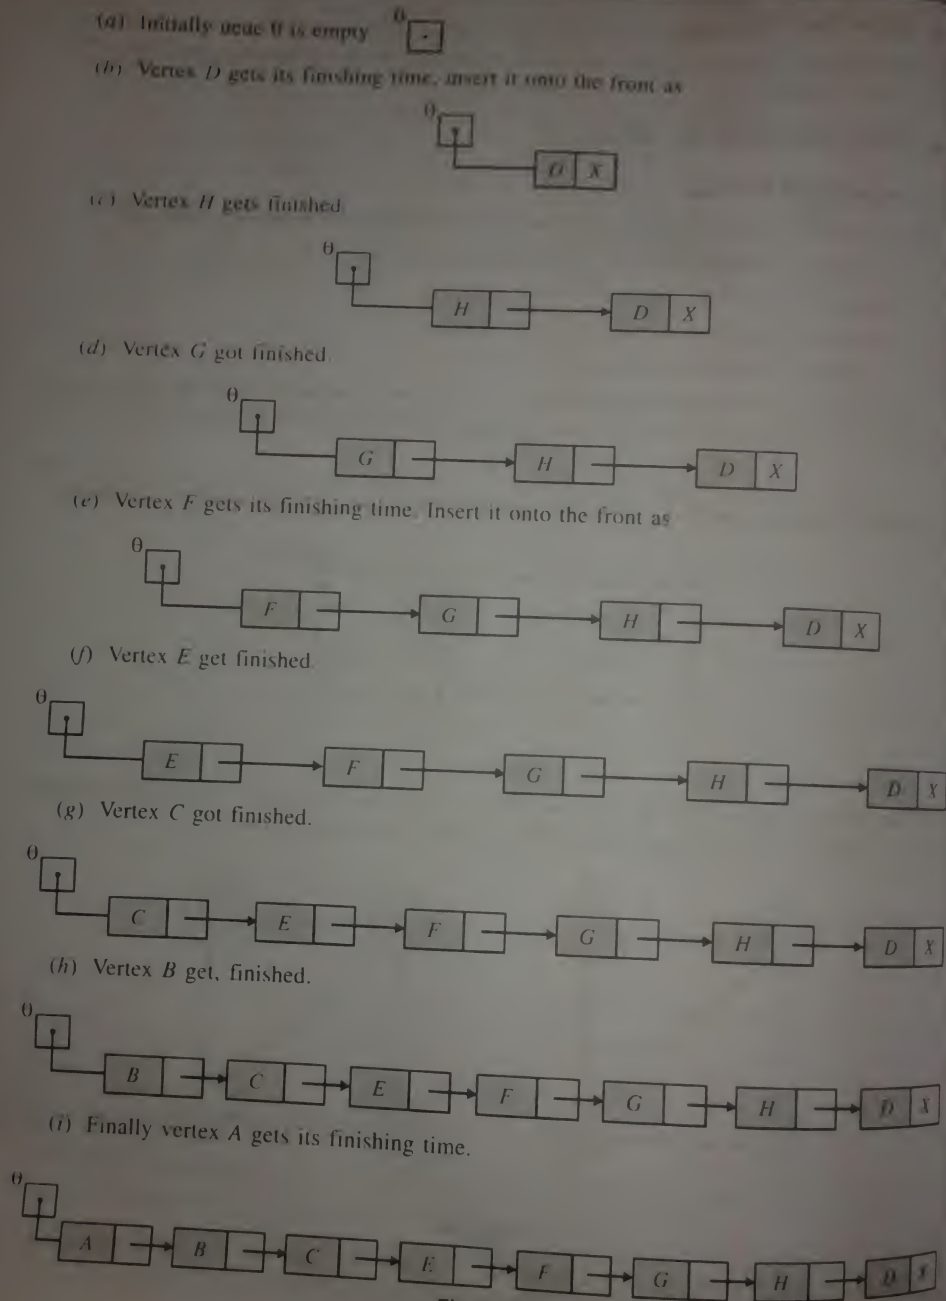 (a) Initially ueue θ is empty
θ
(b) Vertex D gets its finishing time, insert it onto the front as
θ
D X
(c) Vertex H gets finished.
θ
H D X
(d) Vertex G got finished.
θ
G H D X
(e) Vertex F gets its finishing time. Insert it onto the front as
θ
F G H D X
(f) Vertex E get finished.
θ
E F G H D X
(g) Vertex C got finished.
θ
C E F G H D X
(h) Vertex B get, finished.
θ
B C E F G H D X
(i) Finally vertex A gets its finishing time.
θ
A B C E F G H D X